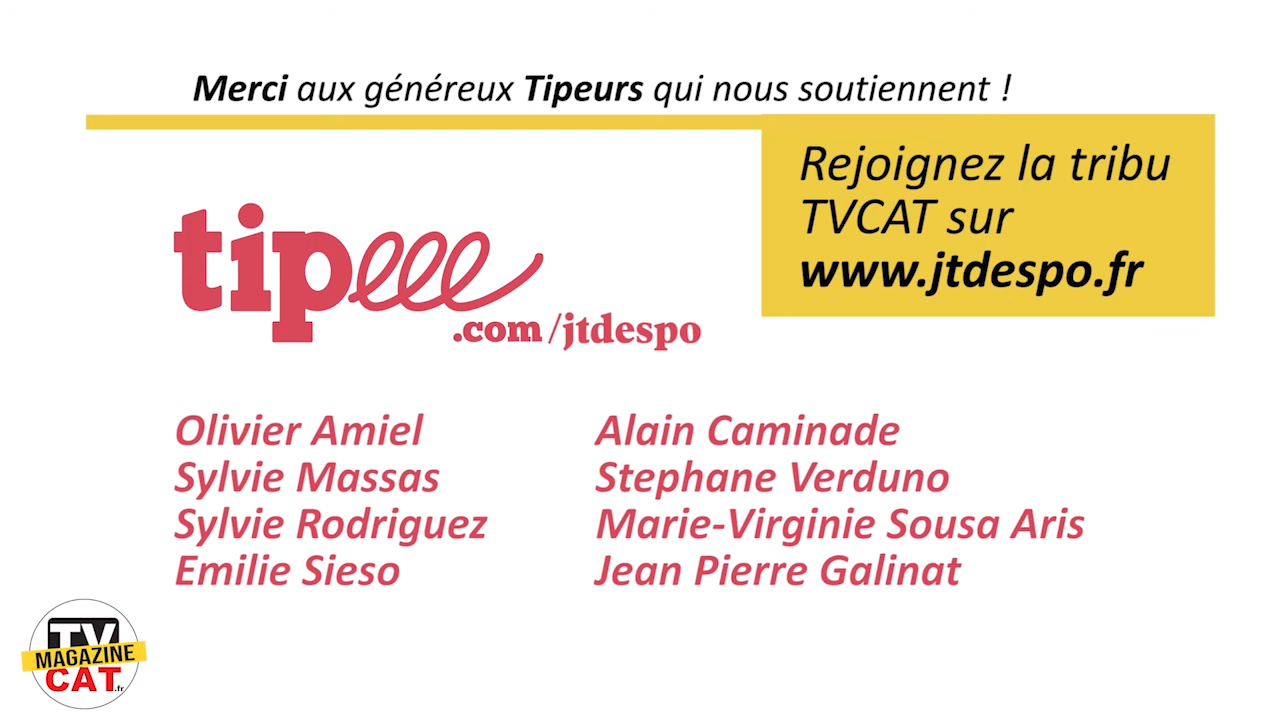 Merci aux généreux Tipeurs qui nous soutiennent !
Rejoignez la tribu
TVCAT sur
www.jtdespo.fr
tipeee
.com/jtdespo
Olivier Amiel
Sylvie Massas
Sylvie Rodriguez
Emilie Sieso
Alain Caminade
Stephane Verduno
Marie-Virginie Sousa Aris
Jean Pierre Galinat
TV
MAGAZINE
CAT.fr